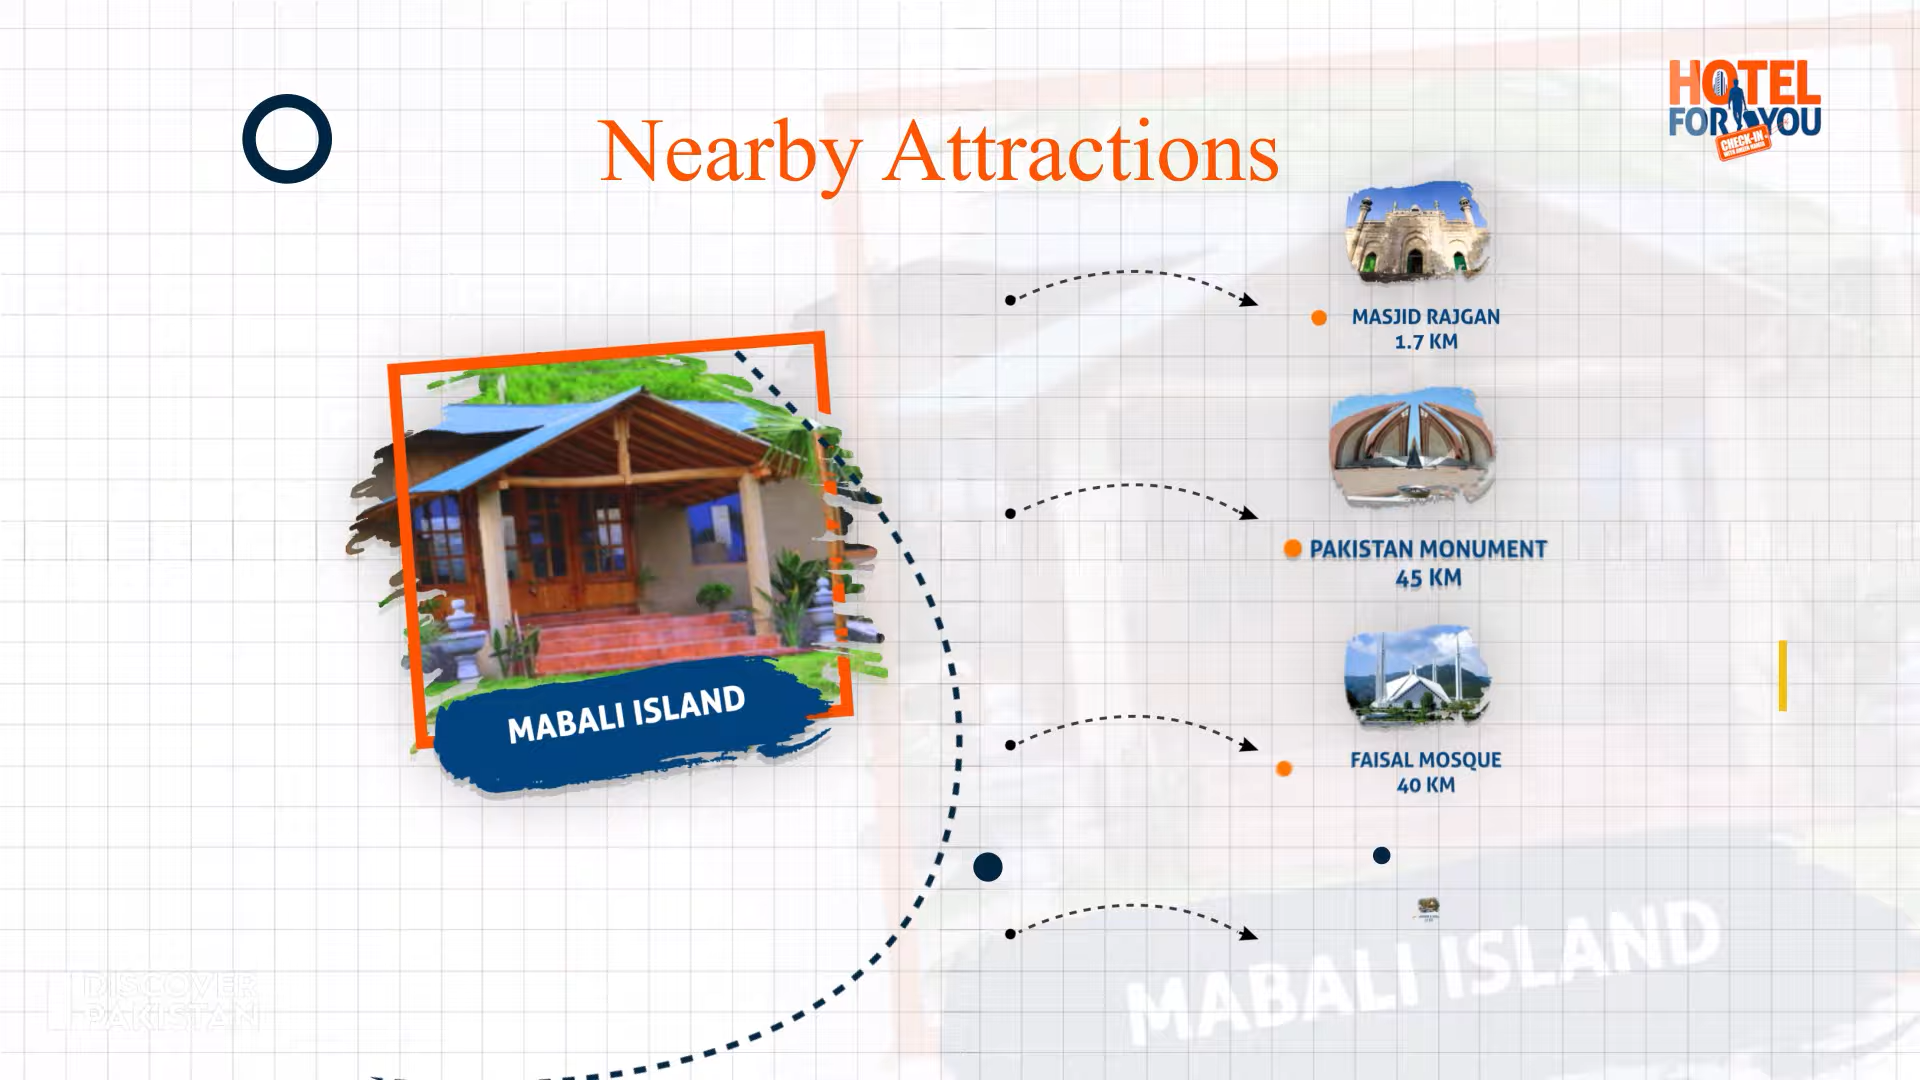 HOTEL
FOR YOU
CHECK-IN
Nearby Attractions
MASJID RAJGAN
1.7 KM
PAKISTAN MONUMENT
45 KM
MABALI ISLAND
FAISAL MOSQUE
40 KM
MABALI ISLAND
DISCOVER
PAKISTAN